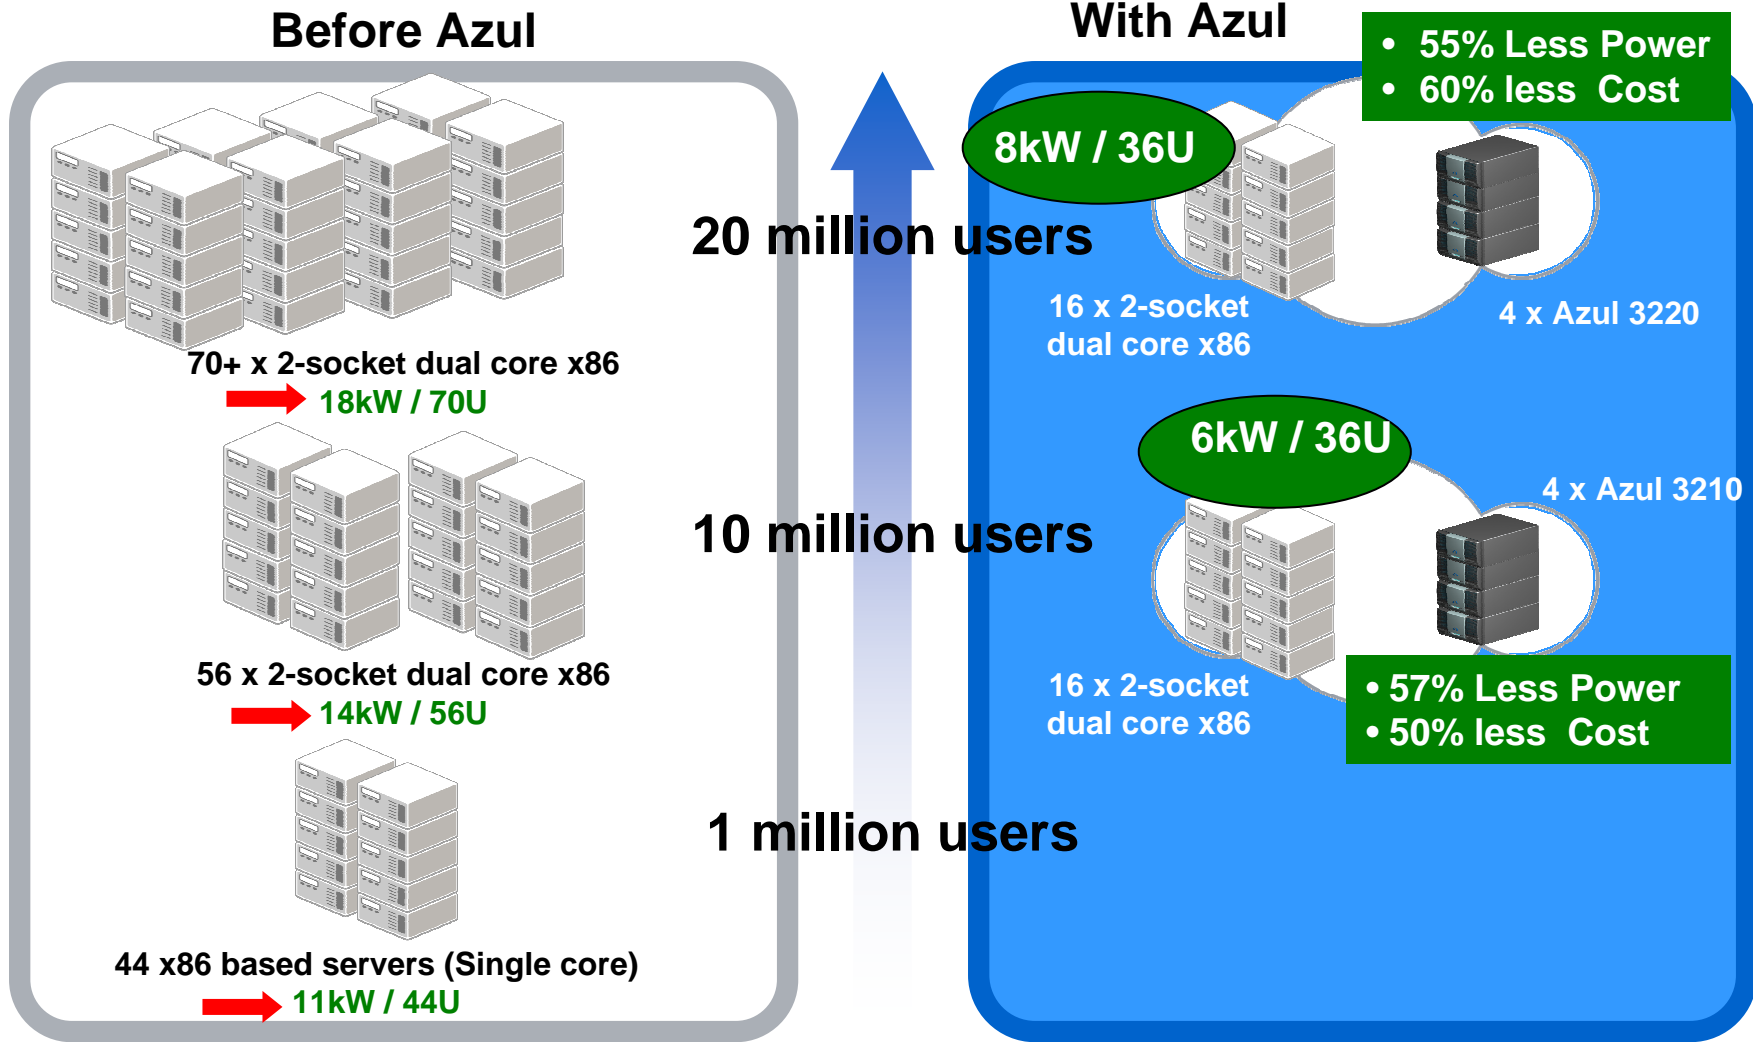 Before Azul
With Azul
• 55% Less Power
• 60% less Cost
8kW / 36U
20 million users
16 x 2-socket
dual core x86
4 x Azul 3220
70+ x 2-socket dual core x86
18kW / 70U
6kW / 36U
4 x Azul 3210
10 million users
56 x 2-socket dual core x86
14kW / 56U
16 x 2-socket
dual core x86
• 57% Less Power
• 50% less Cost
1 million users
44 x86 based servers (Single core)
11kW / 44U